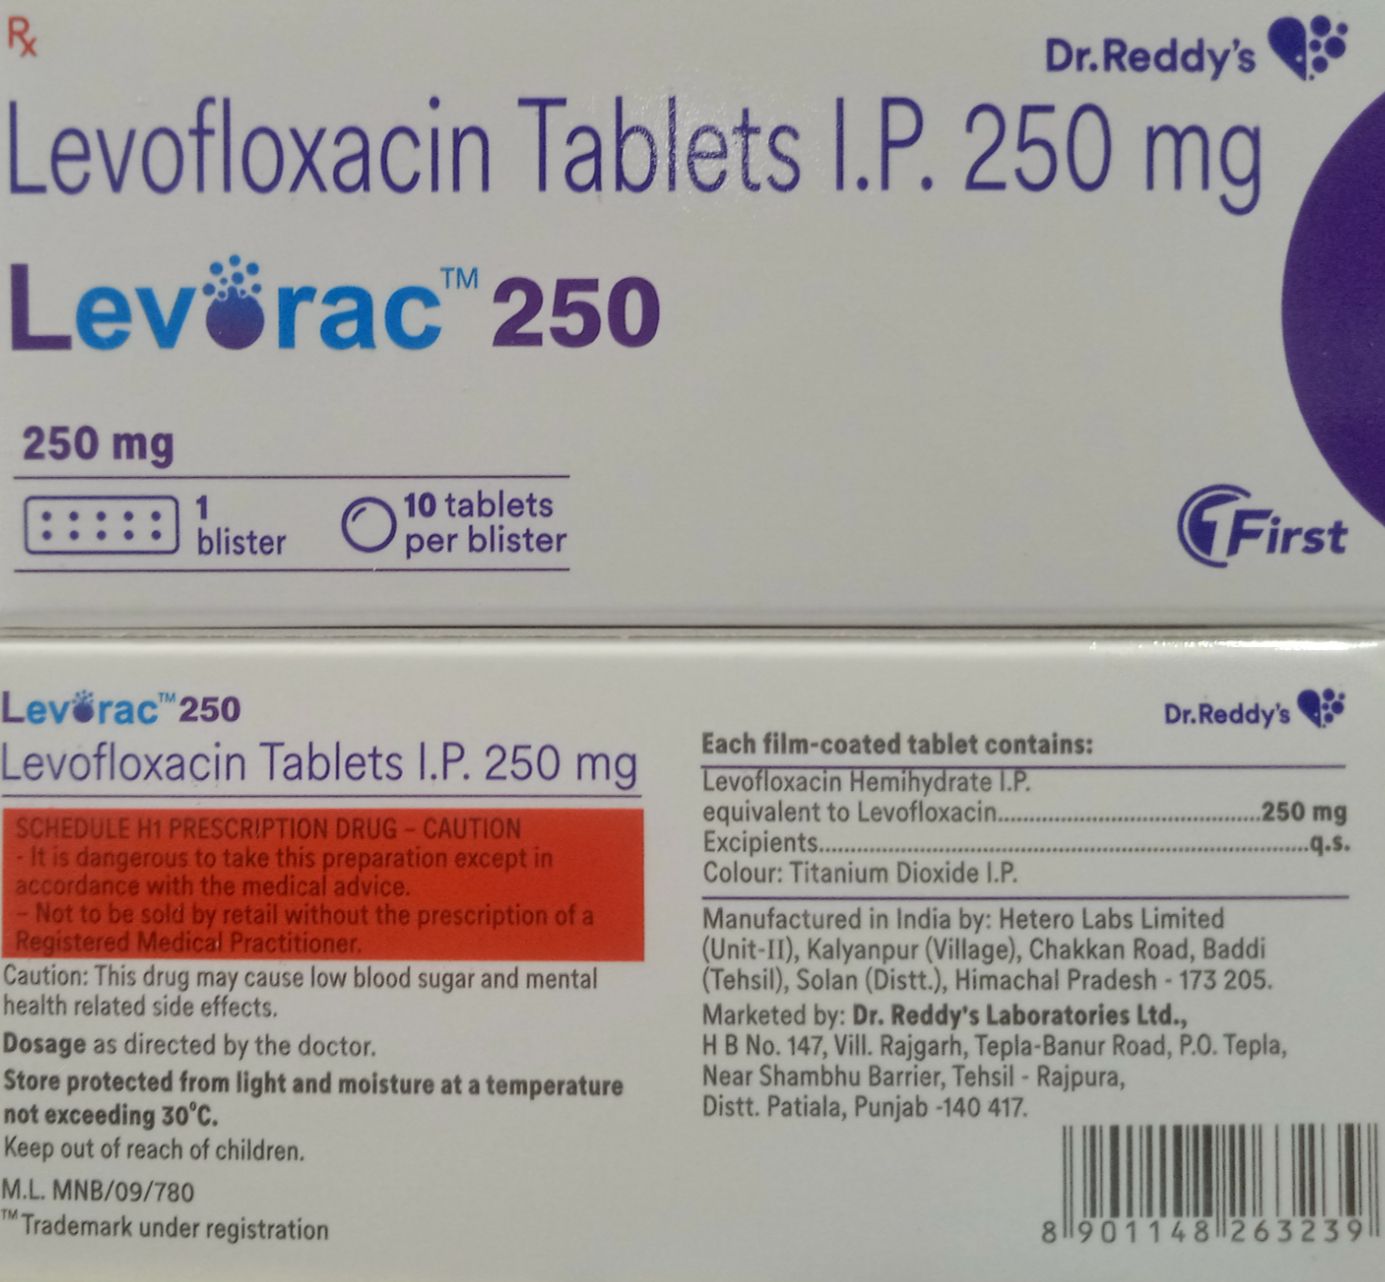 Rx
Dr.Reddy's
Levofloxacin Tablets I.P. 250 mg
Levorac™ 250
250 mg
1
blister
10 tablets
per blister
First
Levorac™ 250
Levofloxacin Tablets I.P. 250 mg
SCHEDULE H1 PRESCRIPTION DRUG – CAUTION
- It is dangerous to take this preparation except in
accordance with the medical advice.
– Not to be sold by retail without the prescription of a
Registered Medical Practitioner.
Caution: This drug may cause low blood sugar and mental
health related side effects.
Dosage as directed by the doctor.
Store protected from light and moisture at a temperature
not exceeding 30°C.
Keep out of reach of children.
M.L. MNB/09/780
™Trademark under registration
Dr.Reddy's
Each film-coated tablet contains:
Levofloxacin Hemihydrate I.P.
equivalent to Levofloxacin..........................................250 mg
Excipients...............................................................................q.s.
Colour: Titanium Dioxide I.P.
Manufactured in India by: Hetero Labs Limited
(Unit-II), Kalyanpur (Village), Chakkan Road, Baddi
(Tehsil), Solan (Distt.), Himachal Pradesh - 173 205.
Marketed by: Dr. Reddy's Laboratories Ltd.,
H B No. 147, Vill. Rajgarh, Tepla-Banur Road, P.O. Tepla,
Near Shambhu Barrier, Tehsil - Rajpura,
Distt. Patiala, Punjab -140 417.
8 901148 263239